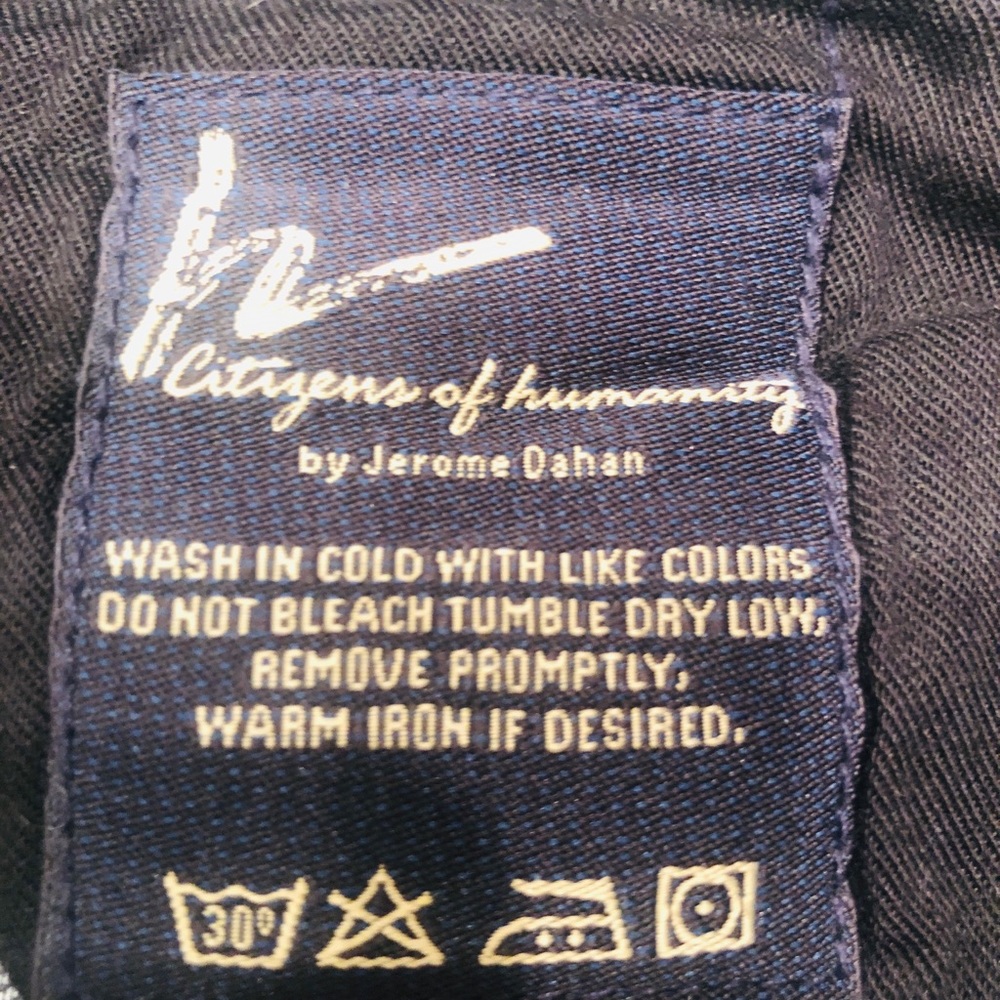 Citizens of humanity
by Jerome Dahan
WASH IN COLD WITH LIKE COLORS
DO NOT BLEACH TUMBLE DRY LOW,
REMOVE PROMPTLY,
WARM IRON IF DESIRED.
30°